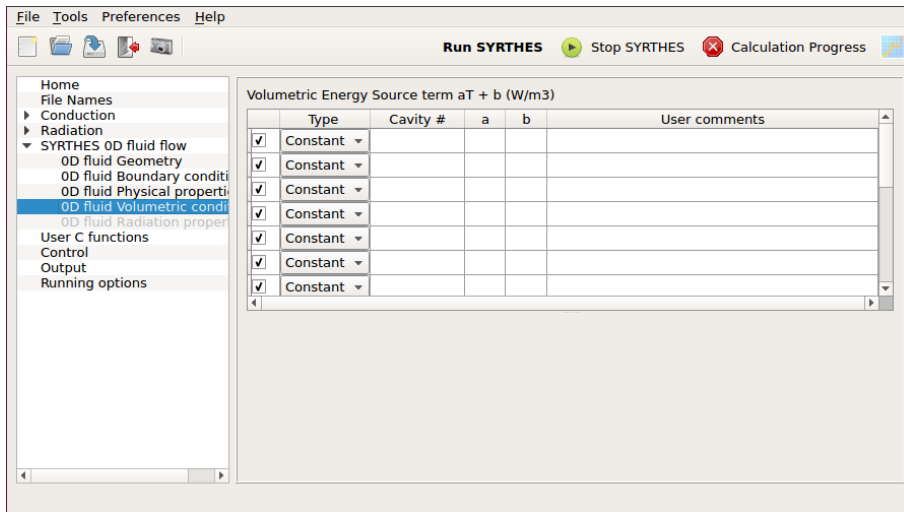 File Tools Preferences Help
Run SYRTHES Stop SYRTHES Calculation Progress
Home
File Names
Conduction
Radiation
SYRTHES 0D fluid flow
0D fluid Geometry
0D fluid Boundary conditi
0D fluid Physical properti
0D fluid Volumetric condi
0D fluid Radiation proper
User C functions
Control
Output
Running options
Volumetric Energy Source term aT + b (W/m3)
Type Cavity # a b User comments
Constant
Constant
Constant
Constant
Constant
Constant
Constant